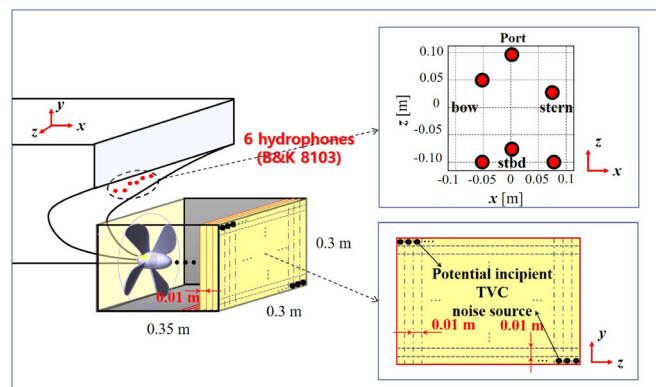 y
x
z
6 hydrophones
(B&K 8103)
0.01 m
0.35 m
0.3 m
0.3 m
Port
0.10
0.05
0
-0.05
-0.10
z [m]
bow
stern
stbd
-0.1
-0.05
0
0.05
0.1
x [m]
z
x
...
Potential incipient
TVC
noise source
0.01 m
0.01 m
...
y
z